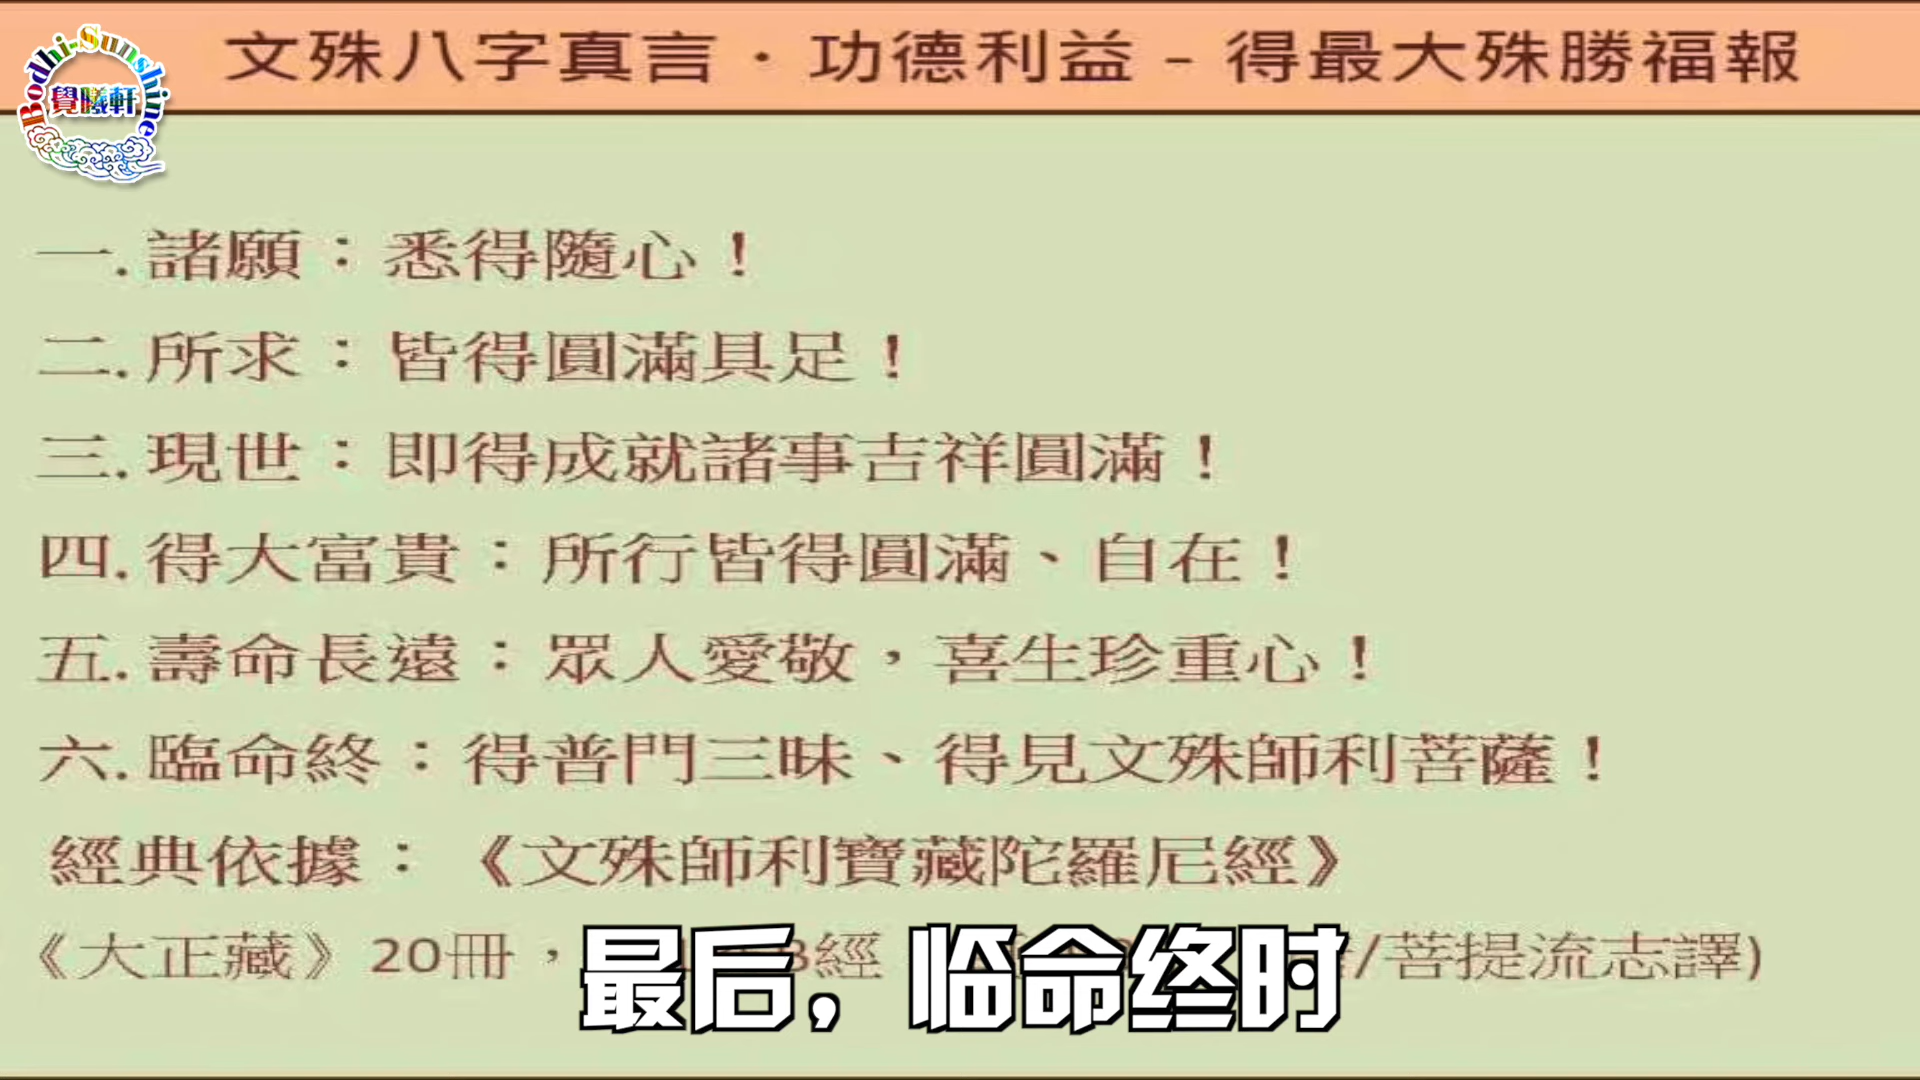 文殊八字真言·功德利益 - 得最大殊勝福報
Bodhi-Sunshine
覺曦軒
一. 諸願：悉得隨心！
二. 所求：皆得圓滿具足！
三. 現世：即得成就諸事吉祥圓滿！
四. 得大富貴：所行皆得圓滿、自在！
五. 壽命長遠：眾人愛敬，喜生珍重心！
六. 臨命終：得普門三昧、得見文殊師利菩薩！
經典依據：《文殊師利寶藏陀羅尼經》
《大正藏》20冊， 經 /菩提流志譯)
最后，临命终时